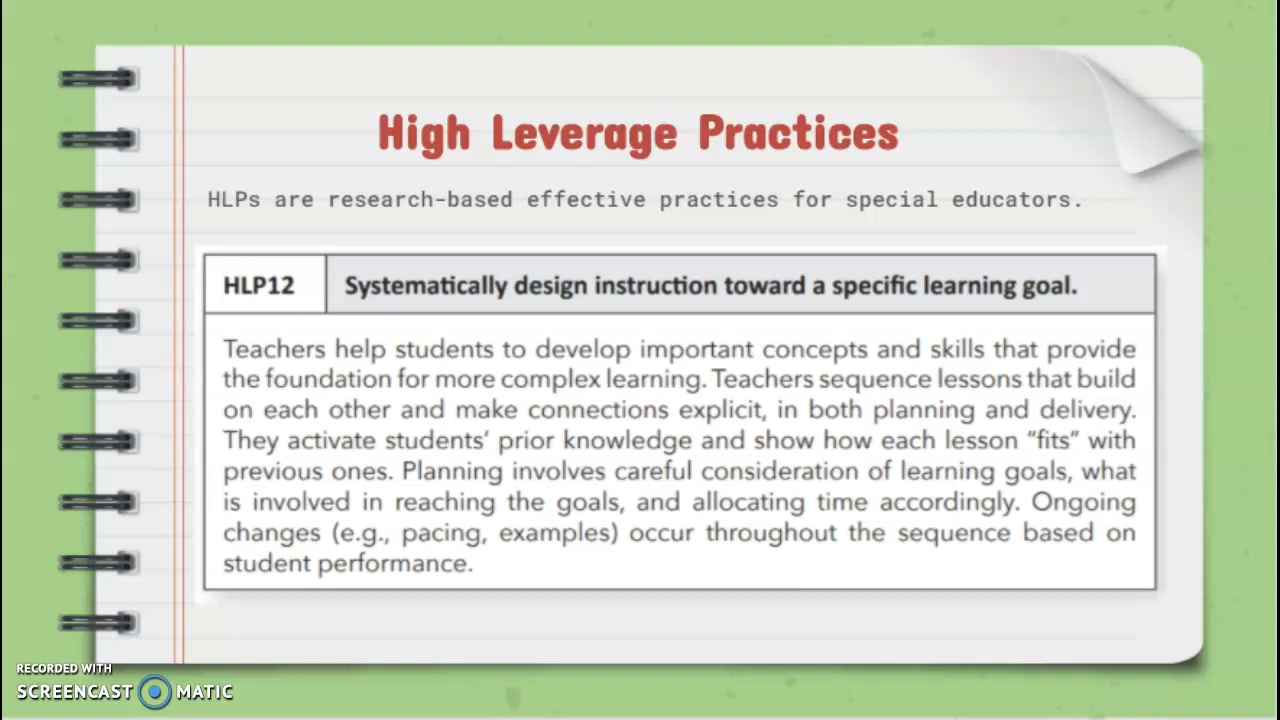 High Leverage Practices
HLPs are research-based effective practices for special educators.
HLP12 Systematically design instruction toward a specific learning goal.
Teachers help students to develop important concepts and skills that provide
the foundation for more complex learning. Teachers sequence lessons that build
on each other and make connections explicit, in both planning and delivery.
They activate students’ prior knowledge and show how each lesson “fits” with
previous ones. Planning involves careful consideration of learning goals, what
is involved in reaching the goals, and allocating time accordingly. Ongoing
changes (e.g., pacing, examples) occur throughout the sequence based on
student performance.
RECORDED WITH
SCREENCAST MATIC